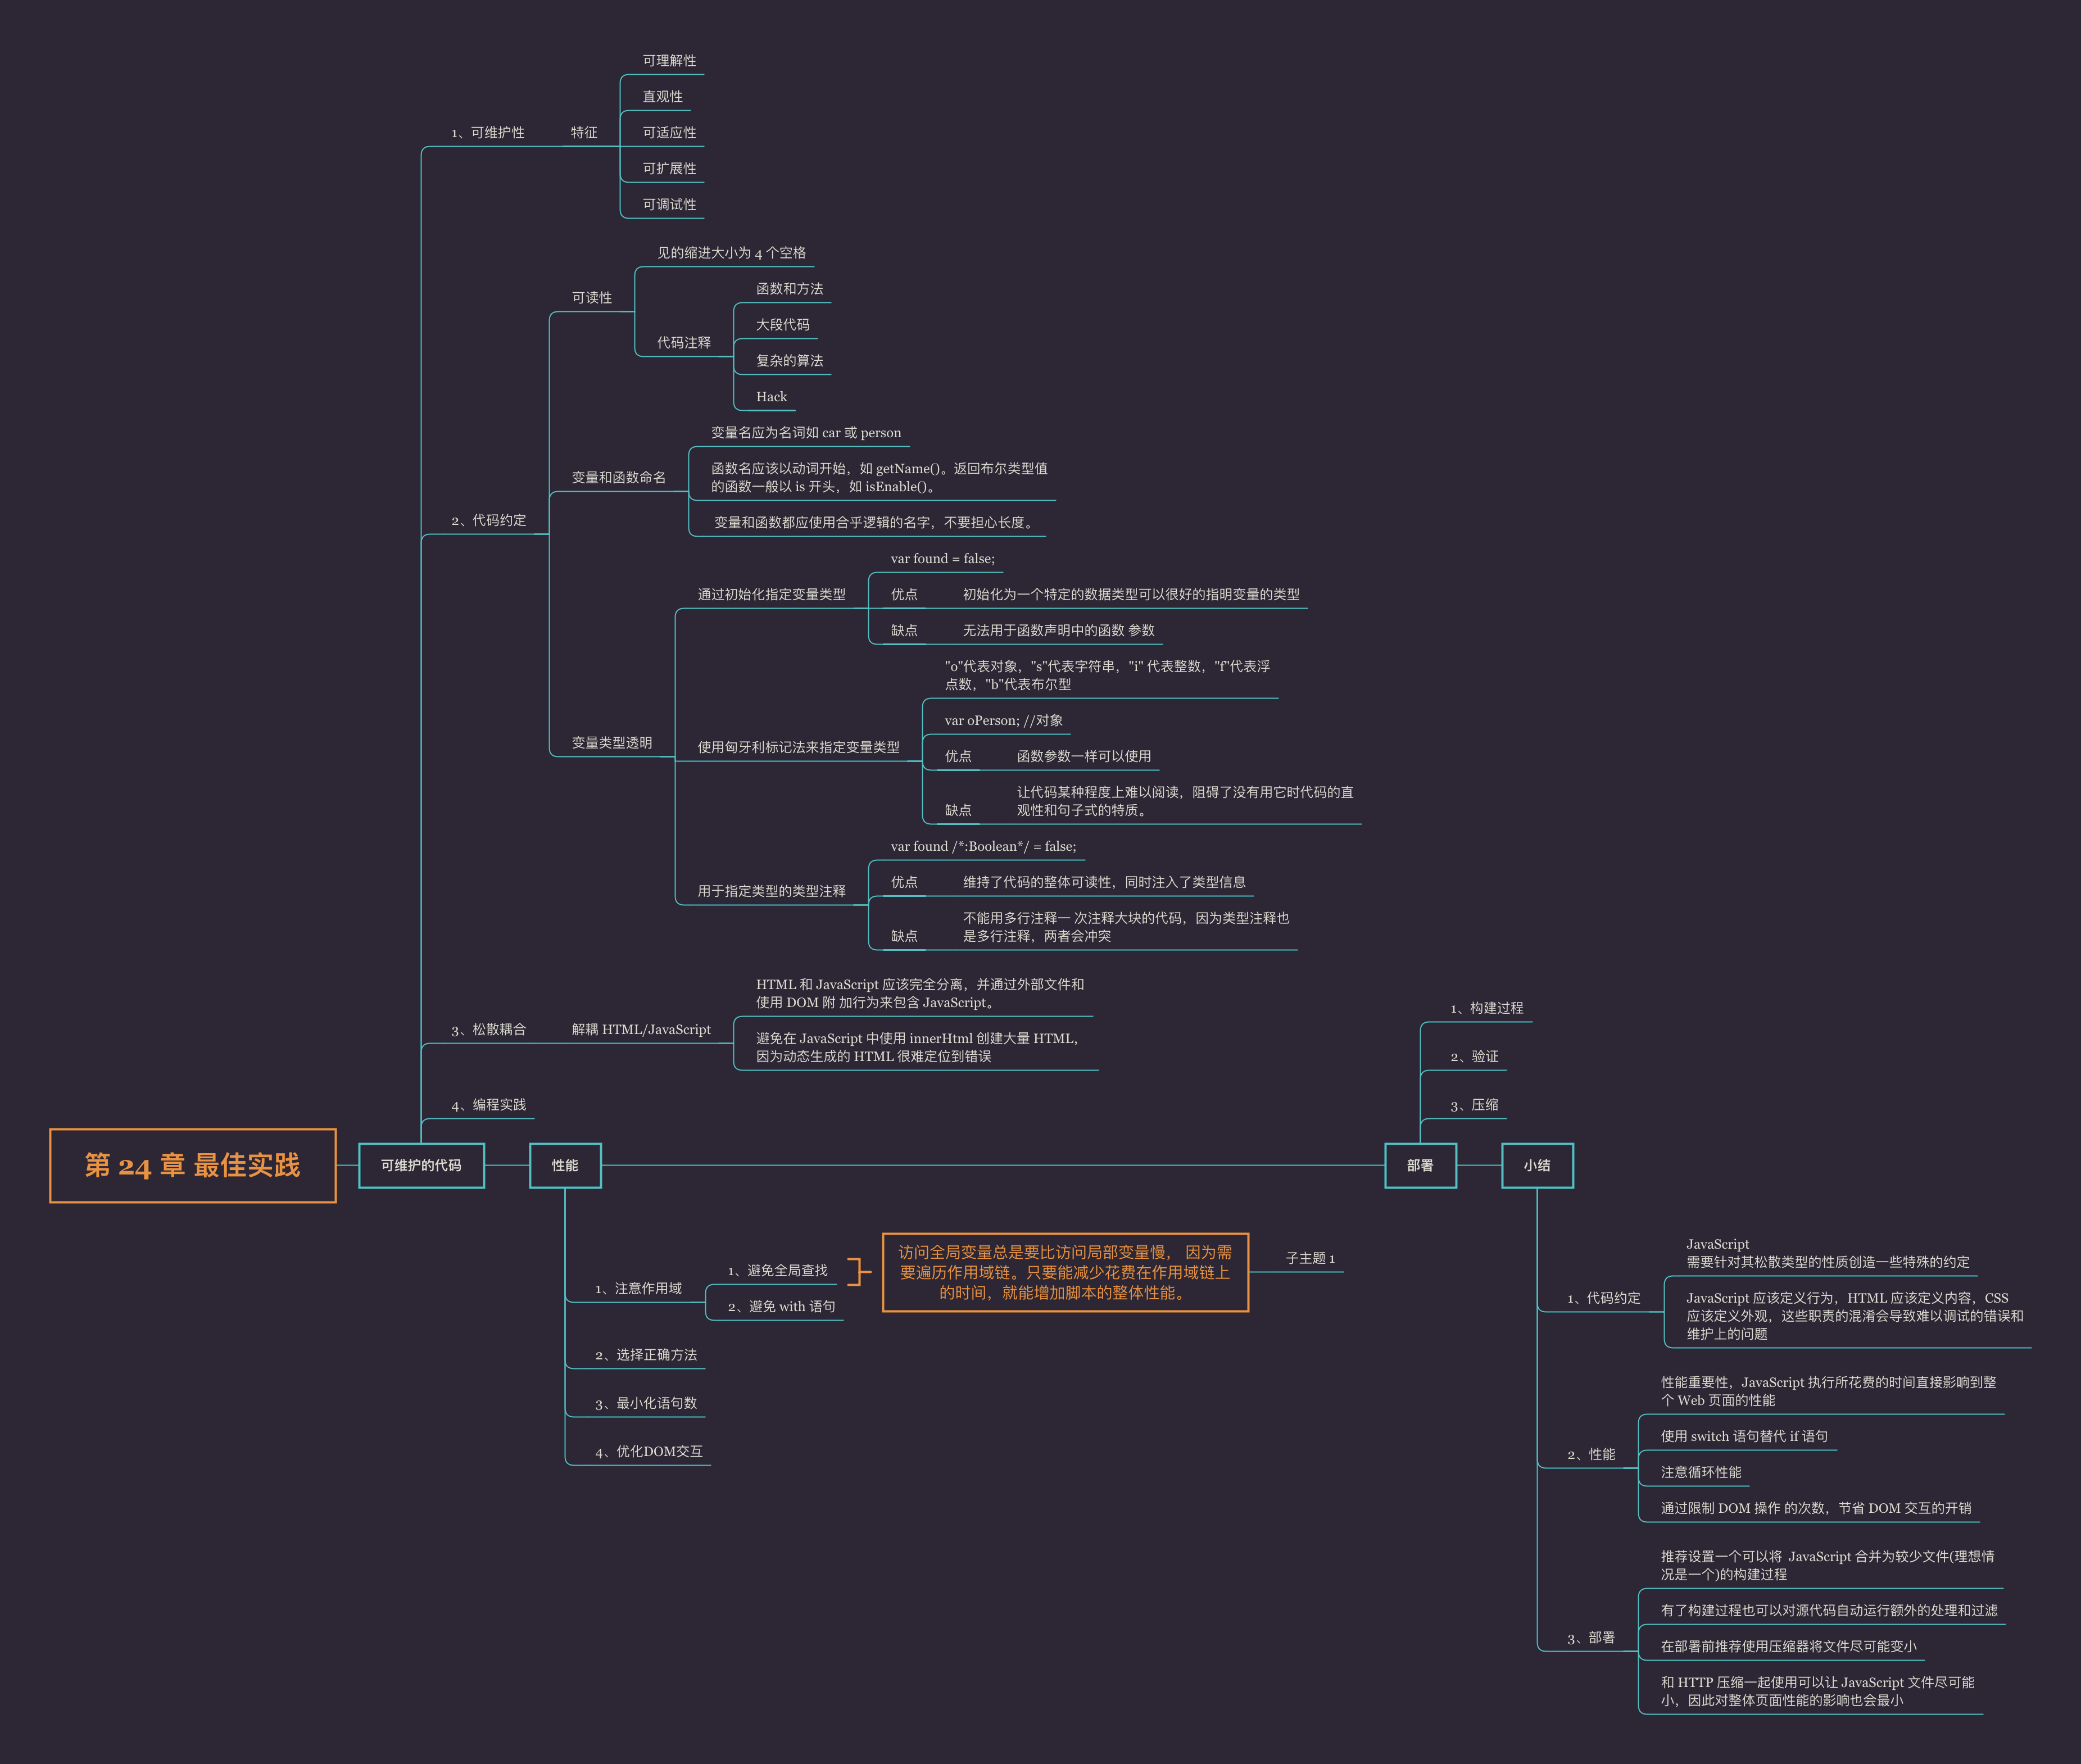 第 24 章 最佳实践
可维护的代码
1、可维护性
特征
可理解性
直观性
可适应性
可扩展性
可调试性
2、代码约定
可读性
见的缩进大小为 4 个空格
代码注释
函数和方法
大段代码
复杂的算法
Hack
变量和函数命名
变量名应为名词如 car 或 person
函数名应该以动词开始，如 getName()。返回布尔类型值
的函数一般以 is 开头，如 isEnable()。
变量和函数都应使用合乎逻辑的名字，不要担心长度。
变量类型透明
通过初始化指定变量类型
var found = false;
优点
初始化为一个特定的数据类型可以很好的指明变量的类型
缺点
无法用于函数声明中的函数 参数
使用匈牙利标记法来指定变量类型
"o"代表对象，"s"代表字符串，"i" 代表整数，"f"代表浮
点数，"b"代表布尔型
var oPerson; //对象
优点
函数参数一样可以使用
缺点
让代码某种程度上难以阅读，阻碍了没有用它时代码的直
观性和句子式的特质。
用于指定类型的类型注释
var found /*:Boolean*/ = false;
优点
维持了代码的整体可读性，同时注入了类型信息
缺点
不能用多行注释一 次注释大块的代码，因为类型注释也
是多行注释，两者会冲突
3、松散耦合
解耦 HTML/JavaScript
HTML 和 JavaScript 应该完全分离，并通过外部文件和
使用 DOM 附 加行为来包含 JavaScript。
避免在 JavaScript 中使用 innerHtml 创建大量 HTML，
因为动态生成的 HTML 很难定位到错误
4、编程实践
性能
1、注意作用域
1、避免全局查找
2、避免 with 语句
访问全局变量总是要比访问局部变量慢， 因为需
要遍历作用域链。只要能减少花费在作用域链上
的时间，就能增加脚本的整体性能。
子主题 1
2、选择正确方法
3、最小化语句数
4、优化DOM交互
部署
1、构建过程
2、验证
3、压缩
小结
1、代码约定
JavaScript
需要针对其松散类型的性质创造一些特殊的约定
JavaScript 应该定义行为，HTML 应该定义内容，CSS
应该定义外观，这些职责的混淆会导致难以调试的错误和
维护上的问题
2、性能
性能重要性，JavaScript 执行所花费的时间直接影响到整
个 Web 页面的性能
使用 switch 语句替代 if 语句
注意循环性能
通过限制 DOM 操作 的次数，节省 DOM 交互的开销
3、部署
推荐设置一个可以将 JavaScript 合并为较少文件(理想情
况是一个)的构建过程
有了构建过程也可以对源代码自动运行额外的处理和过滤
在部署前推荐使用压缩器将文件尽可能变小
和 HTTP 压缩一起使用可以让 JavaScript 文件尽可能
小，因此对整体页面性能的影响也会最小